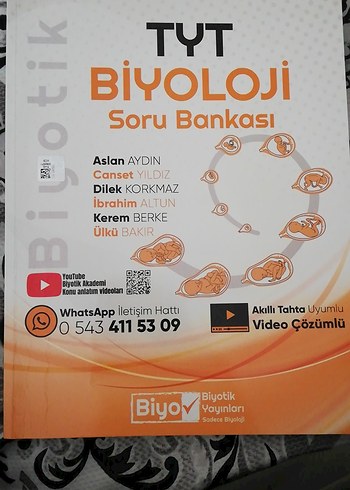 Biyotik
TYT
BİYOLOJİ
Soru Bankası
Aslan AYDIN
Canset YILDIZ
Dilek KORKMAZ
İbrahim ALTUN
Kerem BERKE
Ülkü BAKIR
YouTube
Biyotik Akademi
Konu anlatım videoları
WhatsApp İletişim Hattı
0 543 411 53 09
Akıllı Tahta Uyumlu
Video Çözümlü
Biyo
Biyotik
Yayınları
Sadece Biyoloji